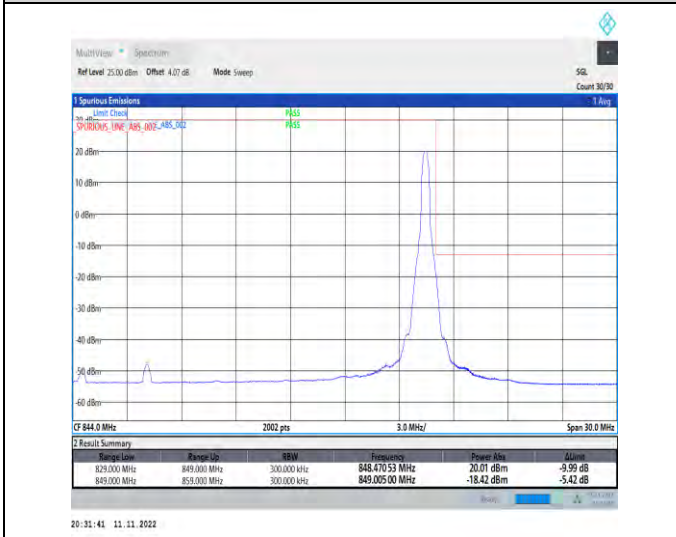 MultiView Spectrum
Ref Level 25.00 dBm Offset 4.07 dB Mode Sweep SGL
Count 30/30
1 Spurious Emissions 1 Avg
Limit Check PASS
SPURIOUS_LINE_ABS_002 PASS
20 dBm
10 dBm
0 dBm
-10 dBm
-20 dBm
-30 dBm
-40 dBm
-50 dBm
-60 dBm
CF 844.0 MHz 2002 pts 3.0 MHz/ Span 30.0 MHz
2 Result Summary
Range Low Range Up RBW Frequency Power Abs ΔLimit
829.000 MHz 849.000 MHz 300.000 kHz 848.47053 MHz 20.01 dBm -9.99 dB
849.000 MHz 859.000 MHz 300.000 kHz 849.00500 MHz -18.42 dBm -5.42 dB
Ready
20:31:41 11.11.2022